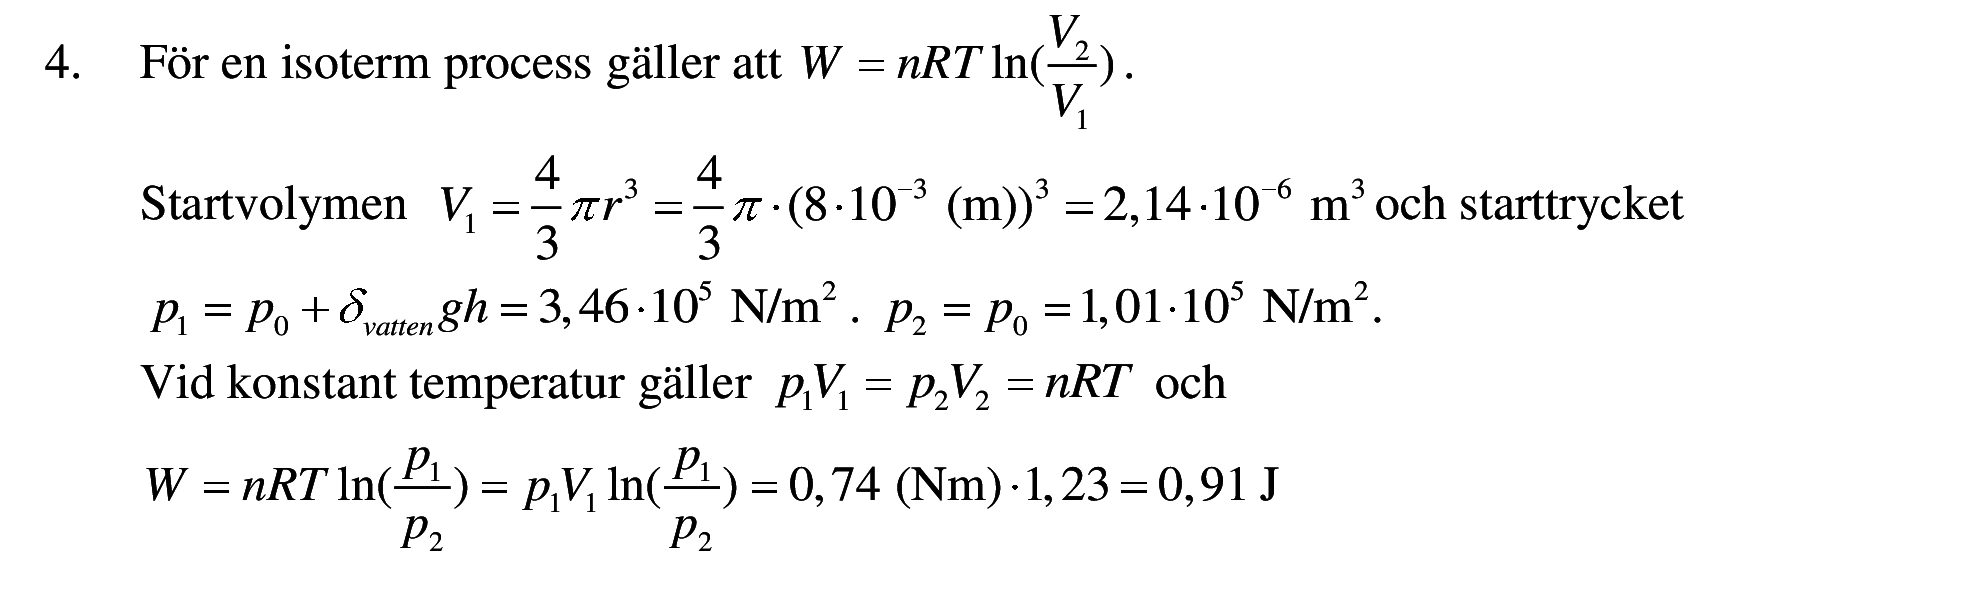 4. För en isoterm process gäller att W = nRT ln(V₂/V₁).
Startvolymen V₁ = 4/3 πr³ = 4/3 π·(8·10⁻³ (m))³ = 2,14·10⁻⁶ m³ och starttrycket
p₁ = p₀ + δ_vatten gh = 3,46·10⁵ N/m². p₂ = p₀ = 1,01·10⁵ N/m².
Vid konstant temperatur gäller p₁V₁ = p₂V₂ = nRT och
W = nRT ln(p₁/p₂) = p₁V₁ ln(p₁/p₂) = 0,74 (Nm)·1,23 = 0,91 J